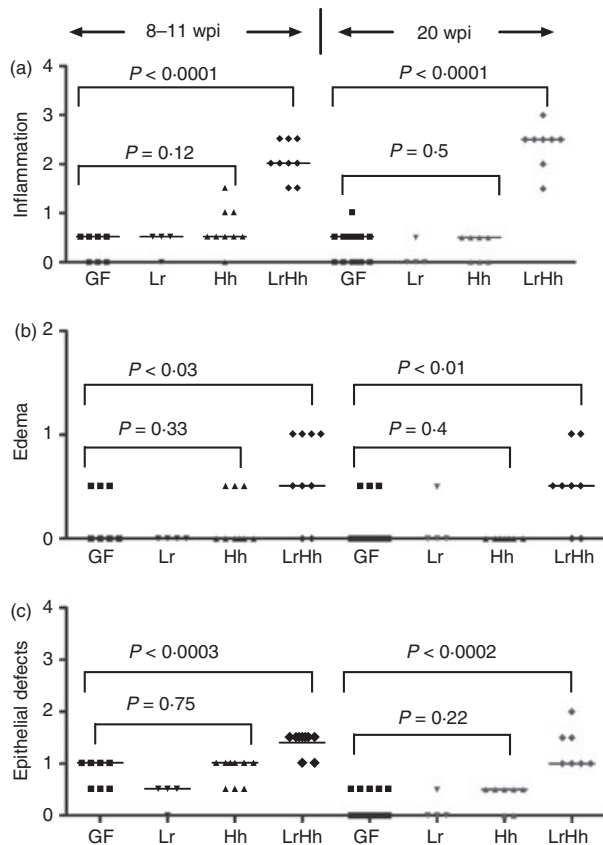 8–11 wpi 20 wpi
(a)
P < 0·0001 P < 0·0001
P = 0·12 P = 0·5
Inflammation
4
3
2
1
0
GF Lr Hh LrHh GF Lr Hh LrHh
(b)
P < 0·03 P < 0·01
P = 0·33 P = 0·4
Edema
2
1
0
GF Lr Hh LrHh GF Lr Hh LrHh
(c)
P < 0·0003 P < 0·0002
P = 0·75 P = 0·22
Epithelial defects
4
3
2
1
0
GF Lr Hh LrHh GF Lr Hh LrHh